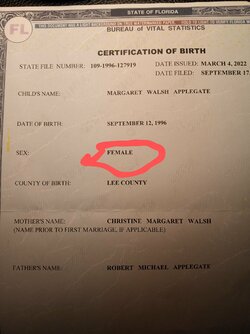 STATE OF FLORIDA
BUREAU OF VITAL STATISTICS
FL
CERTIFICATION OF BIRTH
STATE FILE NUMBER: 109-1996-127919 DATE ISSUED: MARCH 4, 2022
DATE FILED: SEPTEMBER 17
CHILD'S NAME: MARGARET WALSH APPLEGATE
DATE OF BIRTH: SEPTEMBER 12, 1996
SEX: FEMALE
COUNTY OF BIRTH: LEE COUNTY
MOTHER'S NAME: CHRISTINE MARGARET WALSH
(NAME PRIOR TO FIRST MARRIAGE, IF APPLICABLE)
FATHER'S NAME: ROBERT MICHAEL APPLEGATE